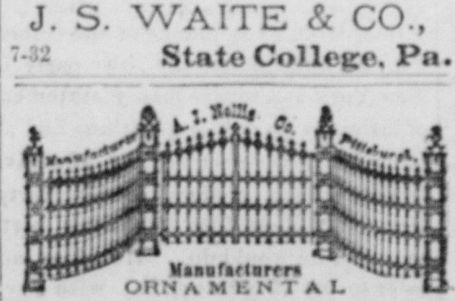 J. S. WAITE & CO.,
7-32 State College, Pa.
Manufacturers A. J. Nellis Co. Pittsburgh,
Manufacturers
ORNAMENTAL